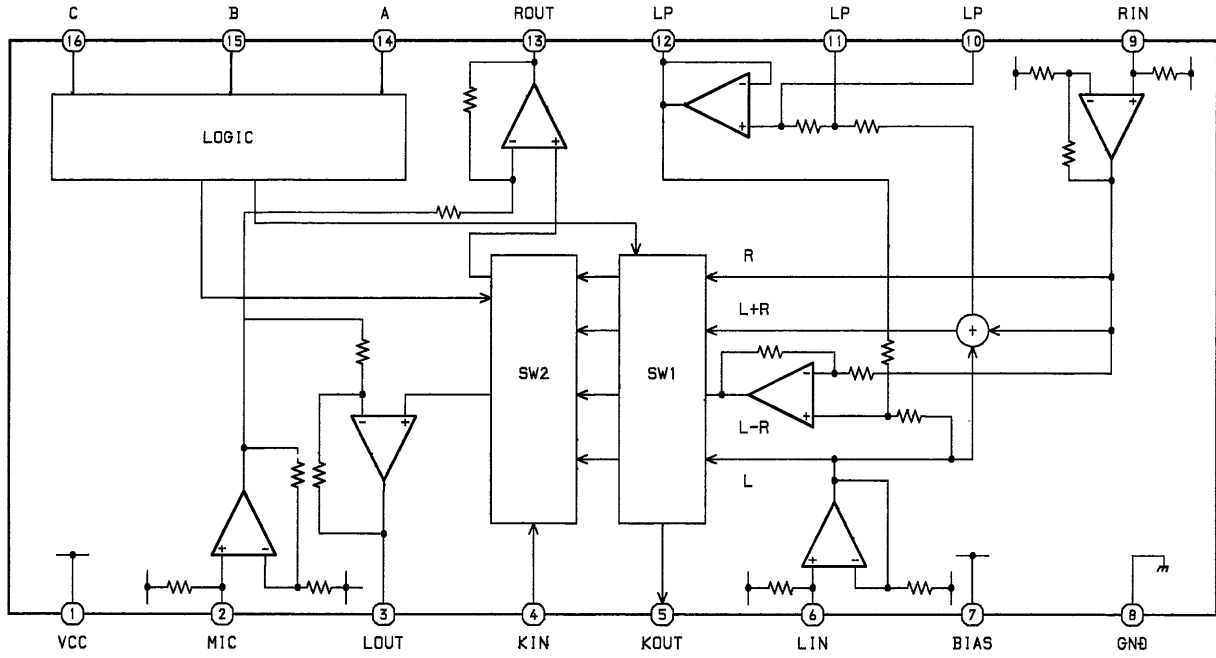 C B A ROUT LP LP LP RIN
16 15 14 13 12 11 10 9
- + - +
LOGIC
- +
+
R
L+R
+
SW2 SW1
-
- + +
L-R
L
+ - + -
1 2 3 4 5 6 7 8
VCC MIC LOUT KIN KOUT LIN BIAS GND